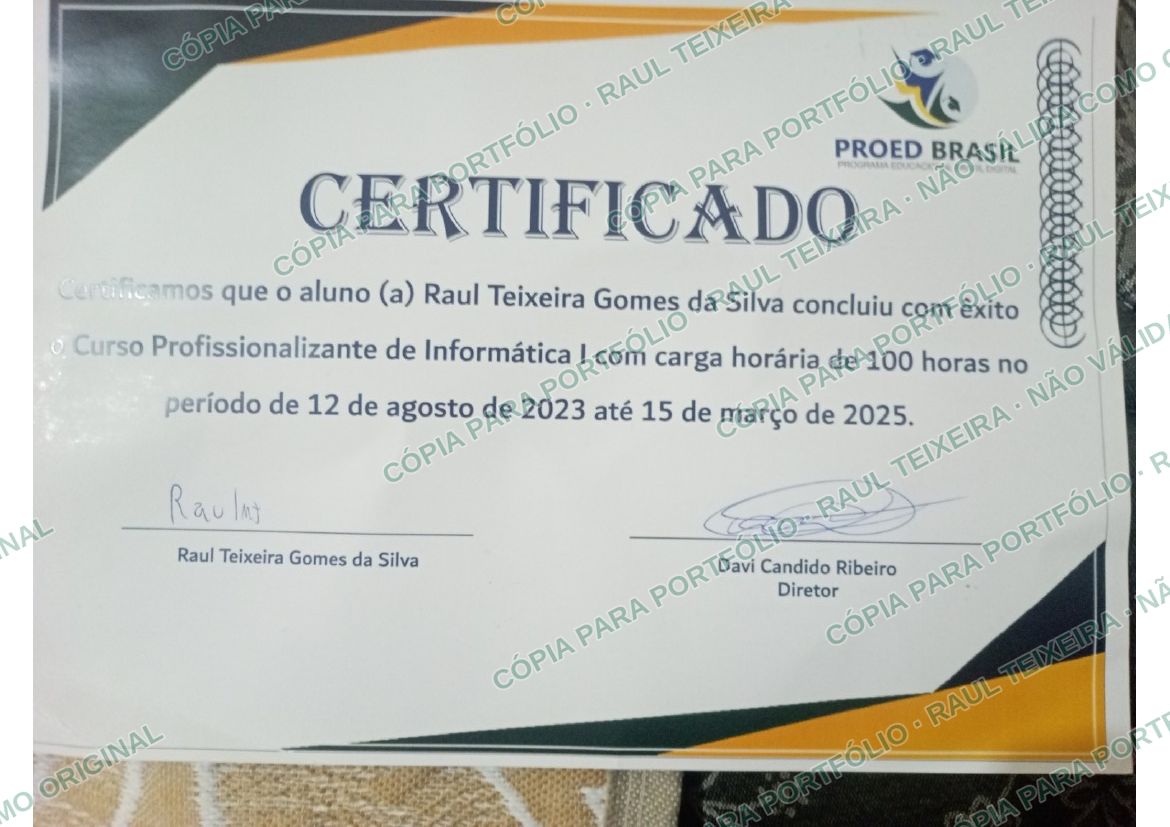 PROED BRASIL
CERTIFICADO
Certificamos que o aluno (a) Raul Teixeira Gomes da Silva concluiu com êxito
o Curso Profissionalizante de Informática I com carga horária de 100 horas no
período de 12 de agosto de 2023 até 15 de março de 2025.
Raul Teixeira Gomes da Silva
Davi Candido Ribeiro
Diretor
CÓPIA PARA PORTFÓLIO · RAUL TEIXEIRA · NÃO VÁLIDA COMO ORIGINAL